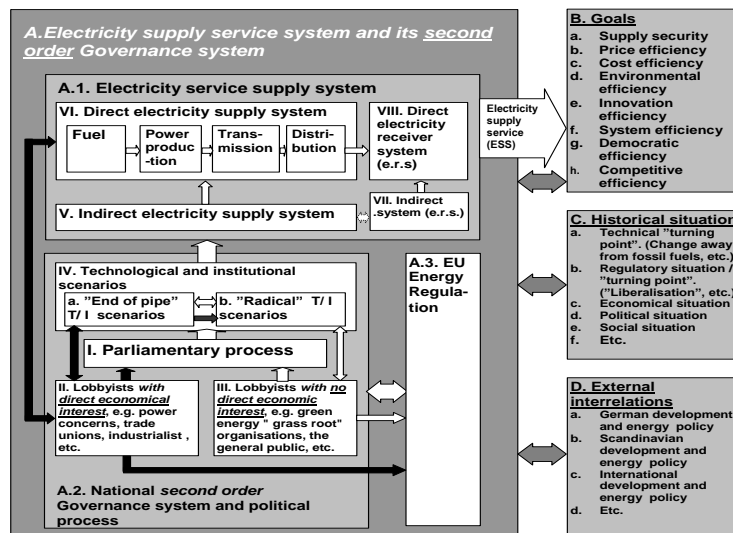 A.Electricity supply service system and its second
order Governance system
A.1. Electricity service supply system
VI. Direct electricity supply system
Fuel
Power
produc
-tion
Trans-
mission
Distri-
bution
VIII. Direct
electricity
receiver
system
(e.r.s)
V. Indirect electricity supply system
VII. Indirect
.system (e.r.s.)
Electricity
supply
service
(ESS)
IV. Technological and institutional
scenarios
a. "End of pipe"
T/ I scenarios
b. "Radical" T/ I
scenarios
I. Parliamentary process
II. Lobbyists with
direct economical
interest, e.g. power
concerns, trade
unions, industrialist ,
etc.
III. Lobbyists with no
direct economic
interest, e.g. green
energy " grass root"
organisations, the
general public, etc.
A.2. National second order
Governance system and political
process
A.3. EU
Energy
Regula-
tion
B. Goals
a. Supply security
b. Price efficiency
c. Cost efficiency
d. Environmental
efficiency
e. Innovation
efficiency
f. System efficiency
g. Democratic
efficiency
h. Competitive
efficiency
C. Historical situation
a. Technical "turning
point". (Change away
from fossil fuels, etc.)
b. Regulatory situation /
"turning point".
("Liberalisation", etc.)
c. Economical situation
d. Political situation
e. Social situation
f. Etc.
D. External
interrelations
a. German development
and energy policy
b. Scandinavian
development and
energy policy
c. International
development and
energy policy
d. Etc.